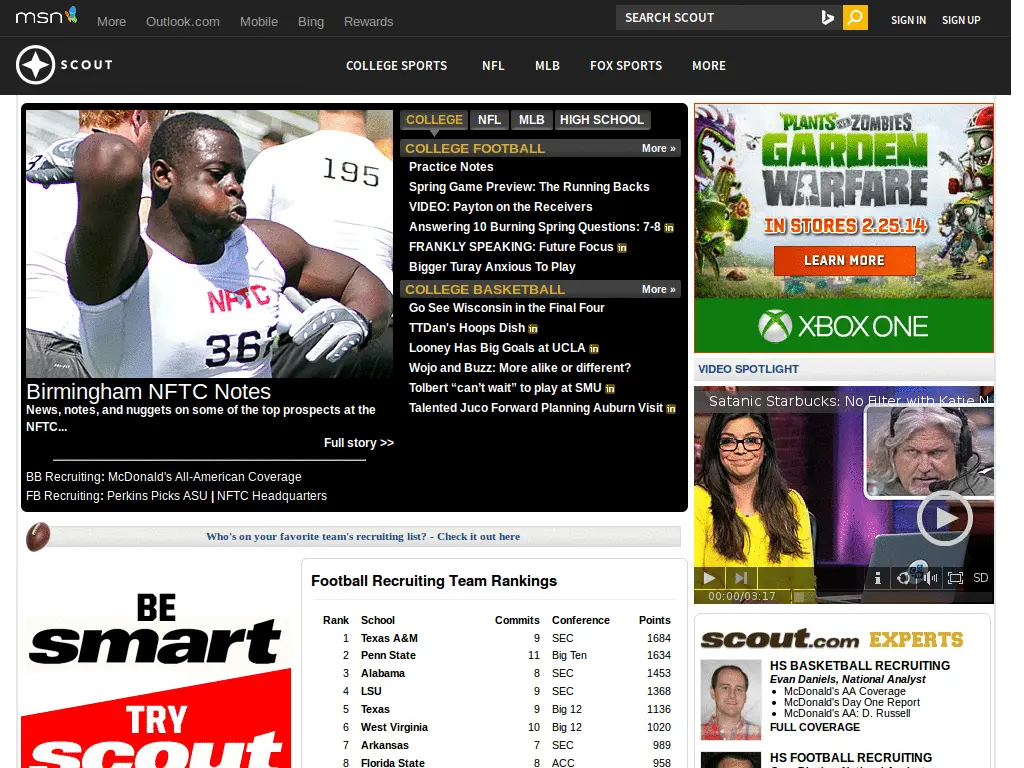 msn
More
Outlook.com
Mobile
Bing
Rewards
SEARCH SCOUT
SIGN IN
SIGN UP
SCOUT
COLLEGE SPORTS
NFL
MLB
FOX SPORTS
MORE
195
NFTC
362
Birmingham NFTC Notes
News, notes, and nuggets on some of the top prospects at the
NFTC...
Full story >>
BB Recruiting: McDonald's All-American Coverage
FB Recruiting: Perkins Picks ASU | NFTC Headquarters
COLLEGE
NFL
MLB
HIGH SCHOOL
COLLEGE FOOTBALL More »
Practice Notes
Spring Game Preview: The Running Backs
VIDEO: Payton on the Receivers
Answering 10 Burning Spring Questions: 7-8 in
FRANKLY SPEAKING: Future Focus in
Bigger Turay Anxious To Play
COLLEGE BASKETBALL More »
Go See Wisconsin in the Final Four
TTDan's Hoops Dish in
Looney Has Big Goals at UCLA in
Wojo and Buzz: More alike or different?
Tolbert “can’t wait” to play at SMU in
Talented Juco Forward Planning Auburn Visit in
PLANTS VS. ZOMBIES
GARDEN
WARFARE
IN STORES 2.25.14
LEARN MORE
XBOX ONE
VIDEO SPOTLIGHT
Satanic Starbucks: No Filter with Katie N
SD
00:00/03:17
Who's on your favorite team's recruiting list? - Check it out here
BE
smart
TRY
scout
Football Recruiting Team Rankings
Rank School Commits Conference Points
1 Texas A&M 9 SEC 1684
2 Penn State 11 Big Ten 1634
3 Alabama 8 SEC 1453
4 LSU 9 SEC 1368
5 Texas 9 Big 12 1136
6 West Virginia 10 Big 12 1020
7 Arkansas 7 SEC 989
8 Florida State 8 ACC 958
scout.com EXPERTS
HS BASKETBALL RECRUITING
Evan Daniels, National Analyst
McDonald's AA Coverage
McDonald's Day One Report
McDonald's AA: D. Russell
FULL COVERAGE
HS FOOTBALL RECRUITING